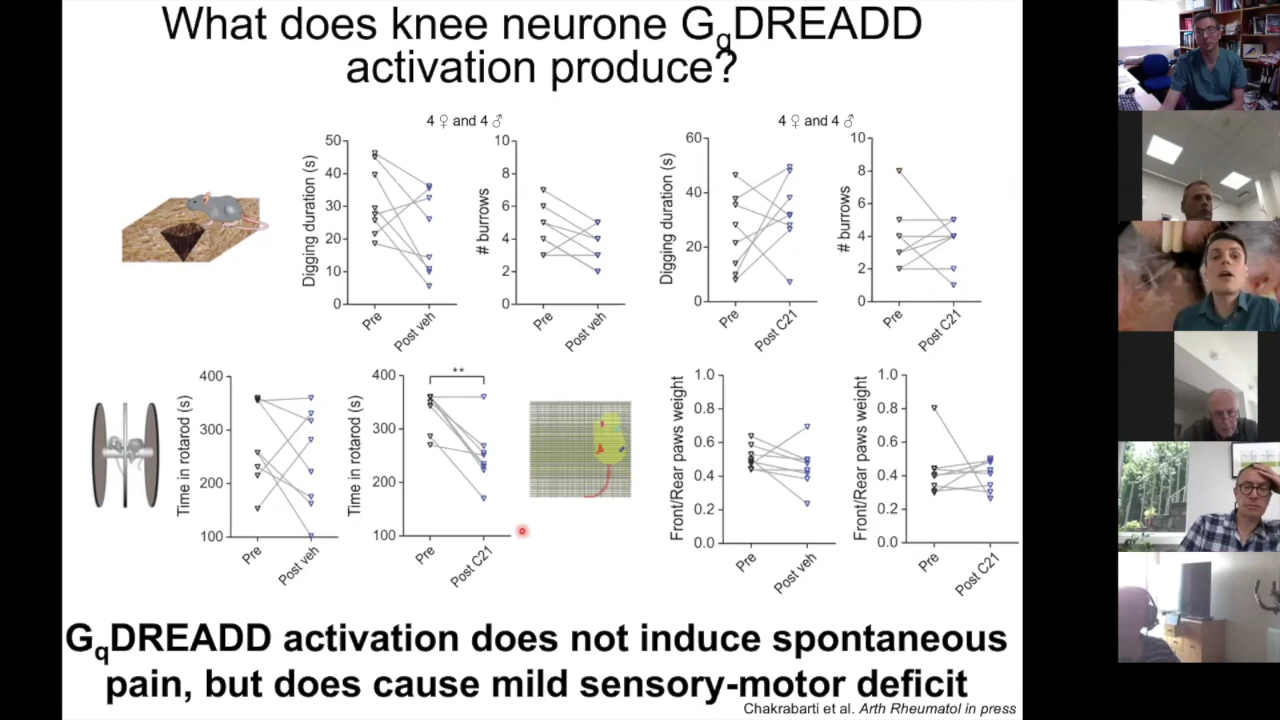 What does knee neurone GqDREADD
activation produce?
4 ♀ and 4 ♂
4 ♀ and 4 ♂
Digging duration (s)
50
40
30
20
10
0
Pre
Post veh
# burrows
10
8
6
4
2
0
Pre
Post veh
Digging duration (s)
60
40
20
0
Pre
Post C21
# burrows
10
8
6
4
2
0
Pre
Post C21
Time in rotarod (s)
400
300
200
100
Pre
Post veh
Time in rotarod (s)
400
300
200
100
**
Pre
Post C21
Front/Rear paws weight
1.0
0.8
0.6
0.4
0.2
0.0
Pre
Post veh
Front/Rear paws weight
1.0
0.8
0.6
0.4
0.2
0.0
Pre
Post C21
GqDREADD activation does not induce spontaneous
pain, but does cause mild sensory-motor deficit
Chakrabarti et al. Arth Rheumatol in press